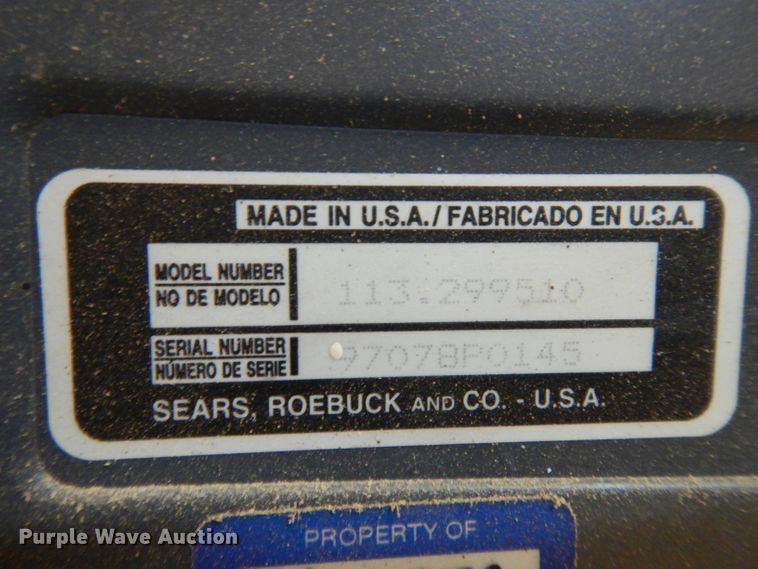 MADE IN U.S.A./FABRICADO EN U.S.A.
MODEL NUMBER
NO DE MODELO
113.299510
SERIAL NUMBER
NÚMERO DE SERIE
97078P0145
SEARS, ROEBUCK AND CO. - U.S.A.
PROPERTY OF
Purple Wave Auction